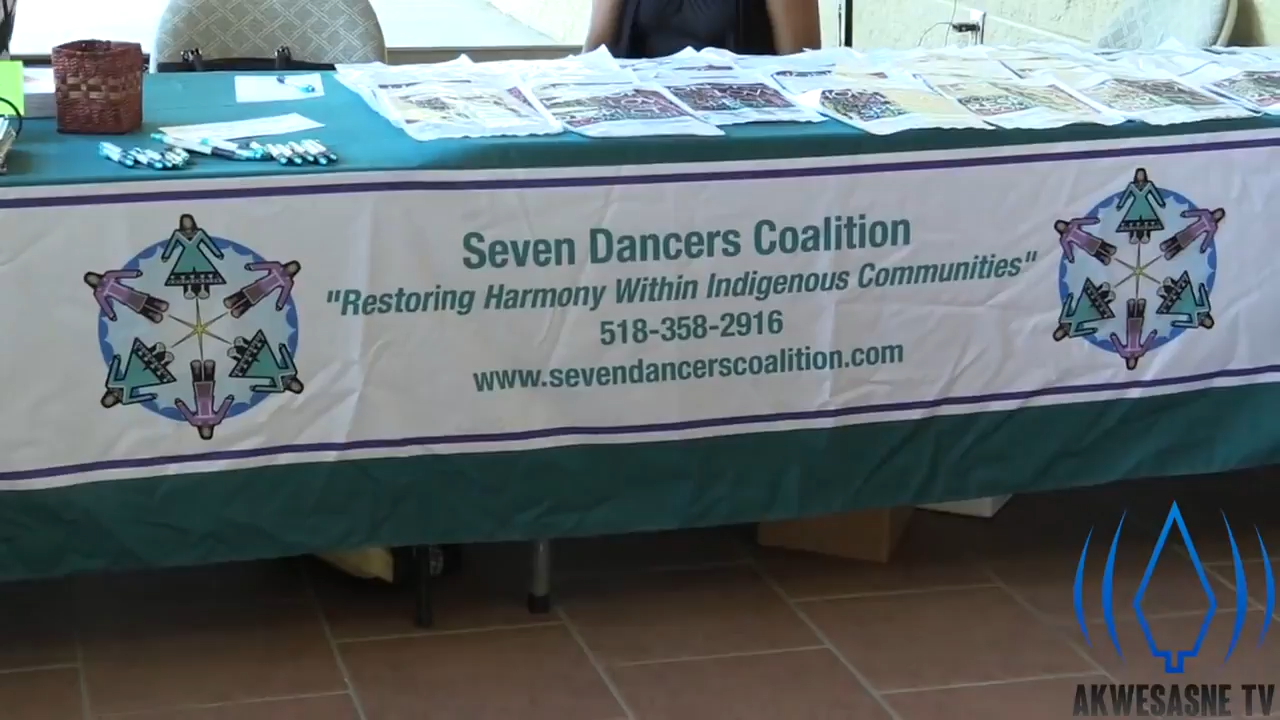 Seven Dancers Coalition
"Restoring Harmony Within Indigenous Communities"
518-358-2916
www.sevendancerscoalition.com
AKWESASNE TV